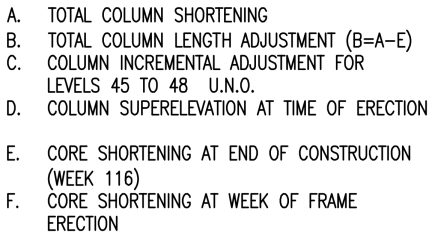 A. TOTAL COLUMN SHORTENING
B. TOTAL COLUMN LENGTH ADJUSTMENT (B=A-E)
C. COLUMN INCREMENTAL ADJUSTMENT FOR
LEVELS 45 TO 48 U.N.O.
D. COLUMN SUPERELEVATION AT TIME OF ERECTION
E. CORE SHORTENING AT END OF CONSTRUCTION
(WEEK 116)
F. CORE SHORTENING AT WEEK OF FRAME
ERECTION